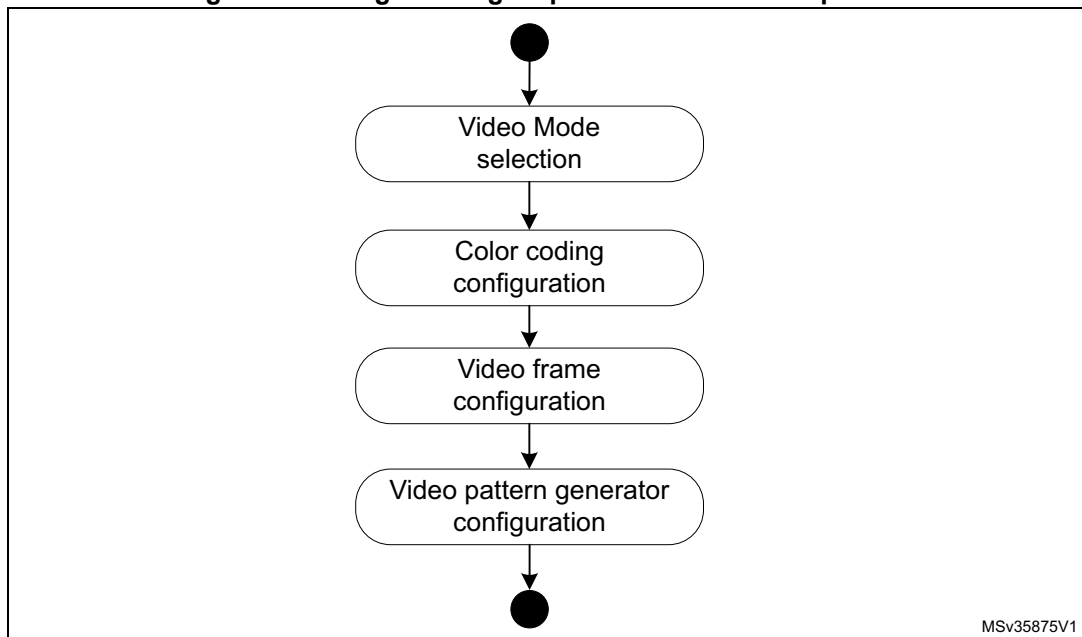 Video Mode
selection
Color coding
configuration
Video frame
configuration
Video pattern generator
configuration
MSv35875V1